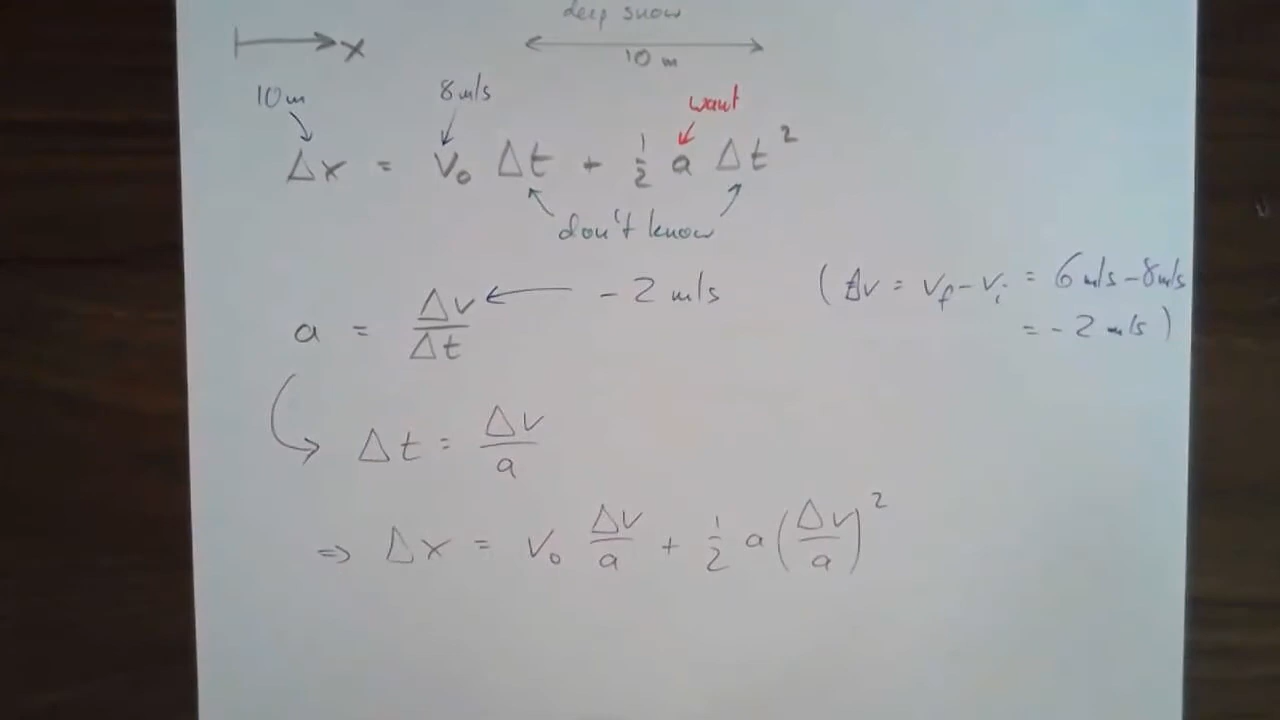 deep snow
x
10 m
10m 8 m/s want
Δx = v₀ Δt + 1/2 a Δt²
don't know
a = Δv/Δt ← - 2 m/s (Δv = v_f - v_i = 6 m/s - 8 m/s
= - 2 m/s)
Δt = Δv/a
⇒ Δx = v₀ Δv/a + 1/2 a (Δv/a)²